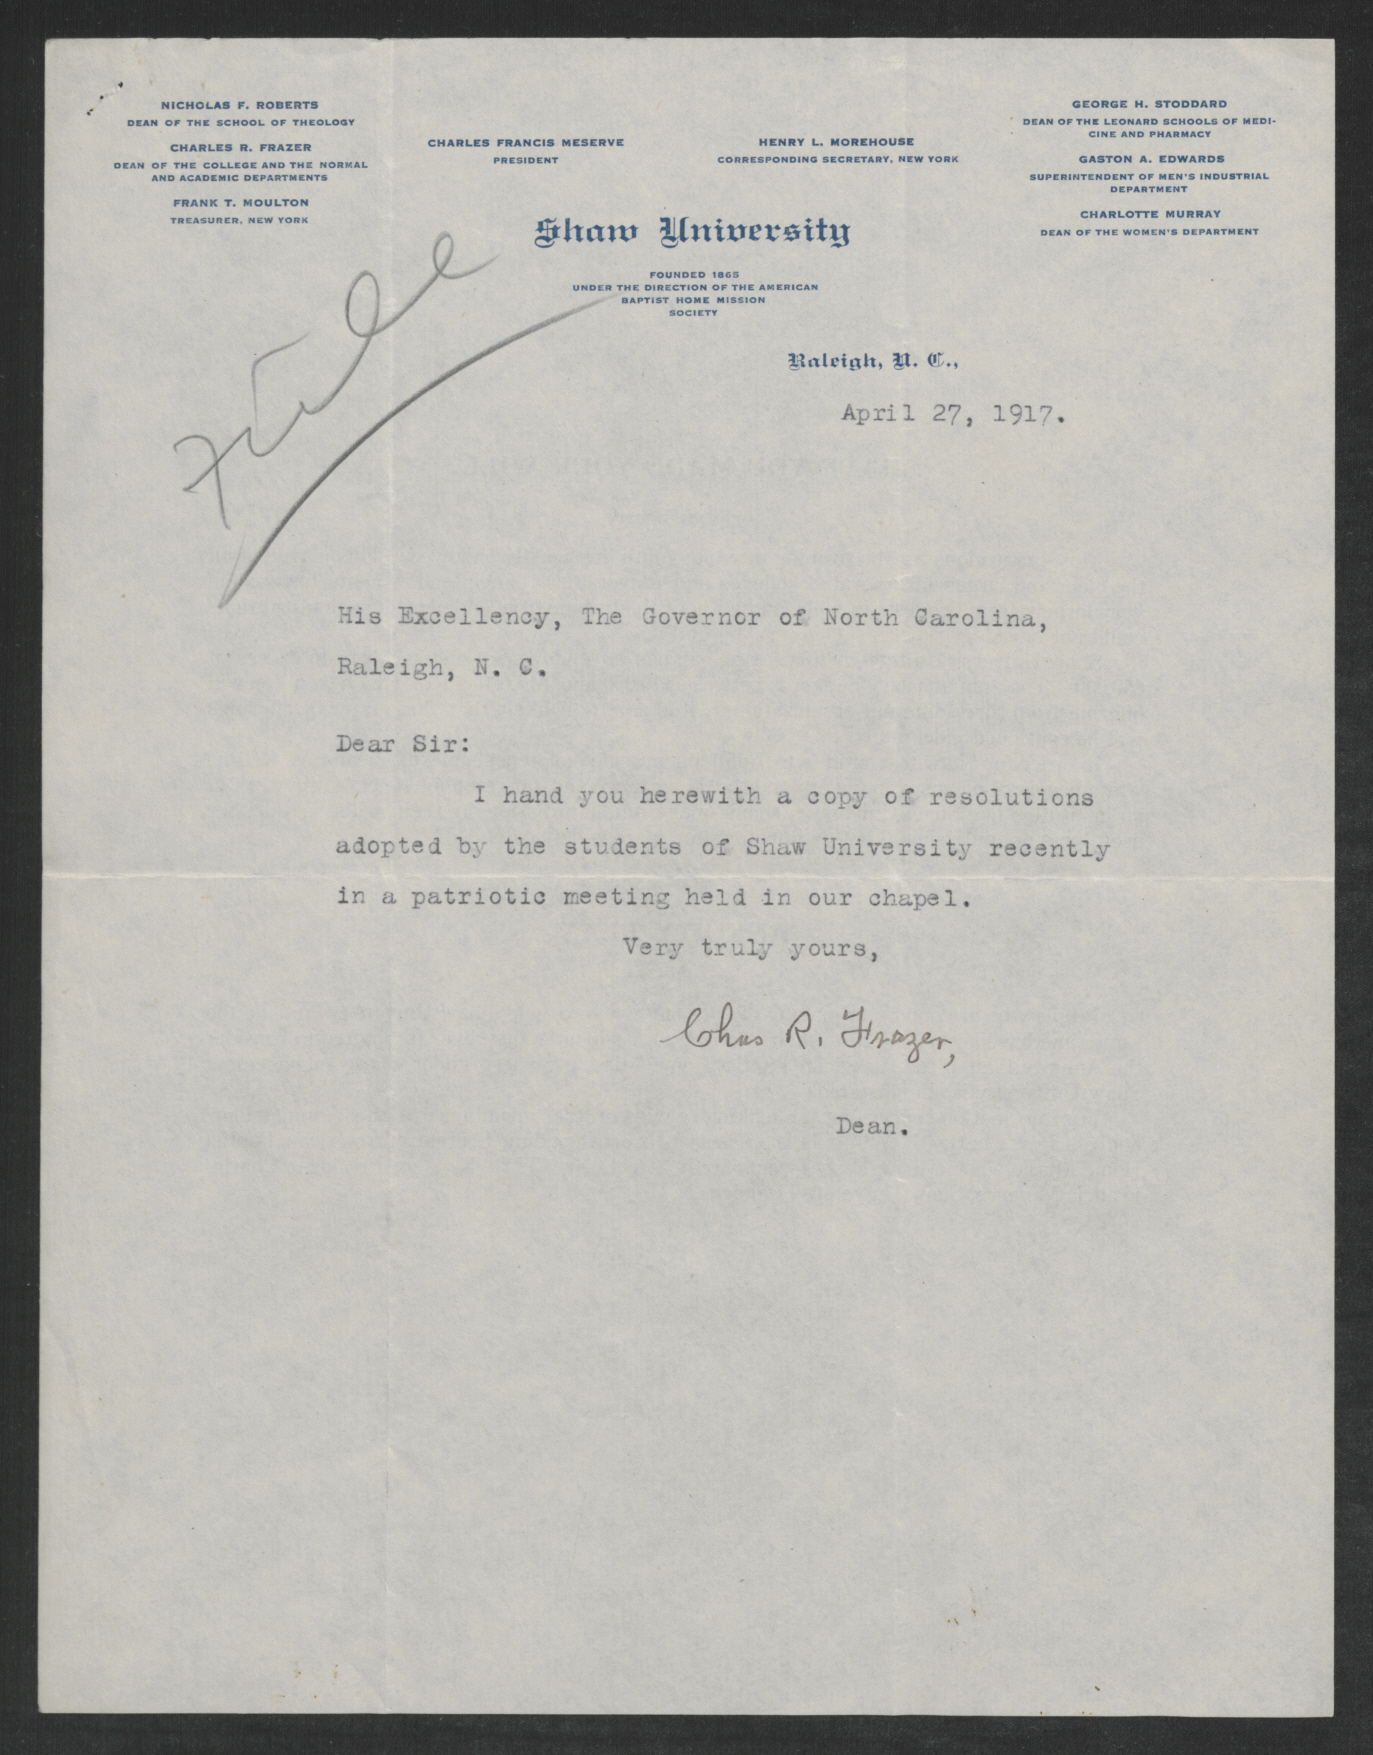 NICHOLAS F. ROBERTS
DEAN OF THE SCHOOL OF THEOLOGY
CHARLES R. FRAZER
DEAN OF THE COLLEGE AND THE NORMAL
AND ACADEMIC DEPARTMENTS
FRANK T. MOULTON
TREASURER, NEW YORK
CHARLES FRANCIS MESERVE
PRESIDENT
HENRY L. MOREHOUSE
CORRESPONDING SECRETARY, NEW YORK
GEORGE H. STODDARD
DEAN OF THE LEONARD SCHOOLS OF MEDI-
CINE AND PHARMACY
GASTON A. EDWARDS
SUPERINTENDENT OF MEN'S INDUSTRIAL
DEPARTMENT
CHARLOTTE MURRAY
DEAN OF THE WOMEN'S DEPARTMENT
Shaw University
FOUNDED 1865
UNDER THE DIRECTION OF THE AMERICAN
BAPTIST HOME MISSION
SOCIETY
File
Raleigh, N. C.,
April 27, 1917.
His Excellency, The Governor of North Carolina,
Raleigh, N. C.
Dear Sir:
I hand you herewith a copy of resolutions
adopted by the students of Shaw University recently
in a patriotic meeting held in our chapel.
Very truly yours,
Chas R. Frazer,
Dean.